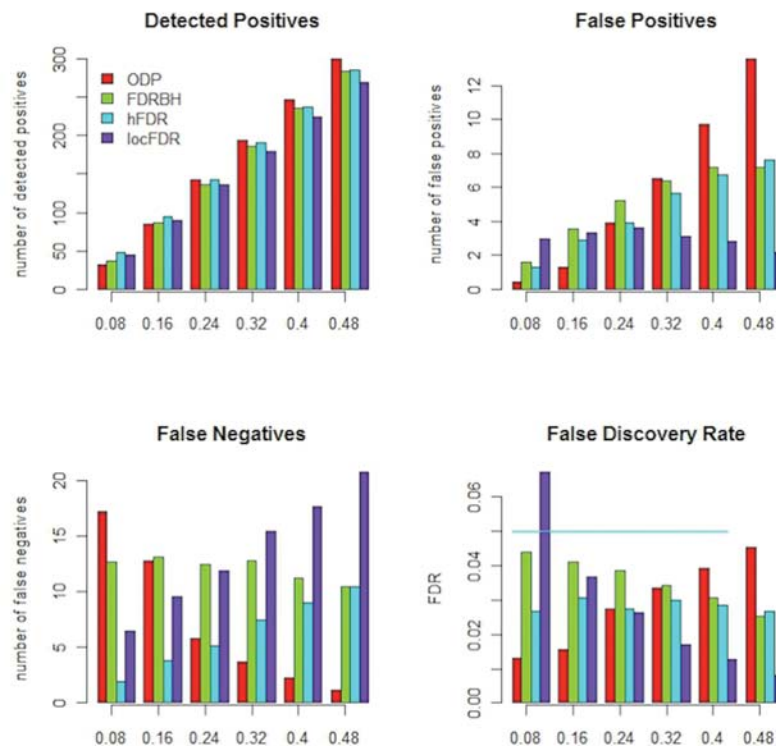 Detected Positives
number of detected positives
300
200
100
50
0
ODP
FDRBH
hFDR
locFDR
0.08 0.16 0.24 0.32 0.4 0.48
False Positives
number of false positives
12
10
8
6
4
2
0
0.08 0.16 0.24 0.32 0.4 0.48
False Negatives
number of false negatives
20
15
10
5
0
0.08 0.16 0.24 0.32 0.4 0.48
False Discovery Rate
FDR
0.06
0.04
0.02
0.00
0.08 0.16 0.24 0.32 0.4 0.48